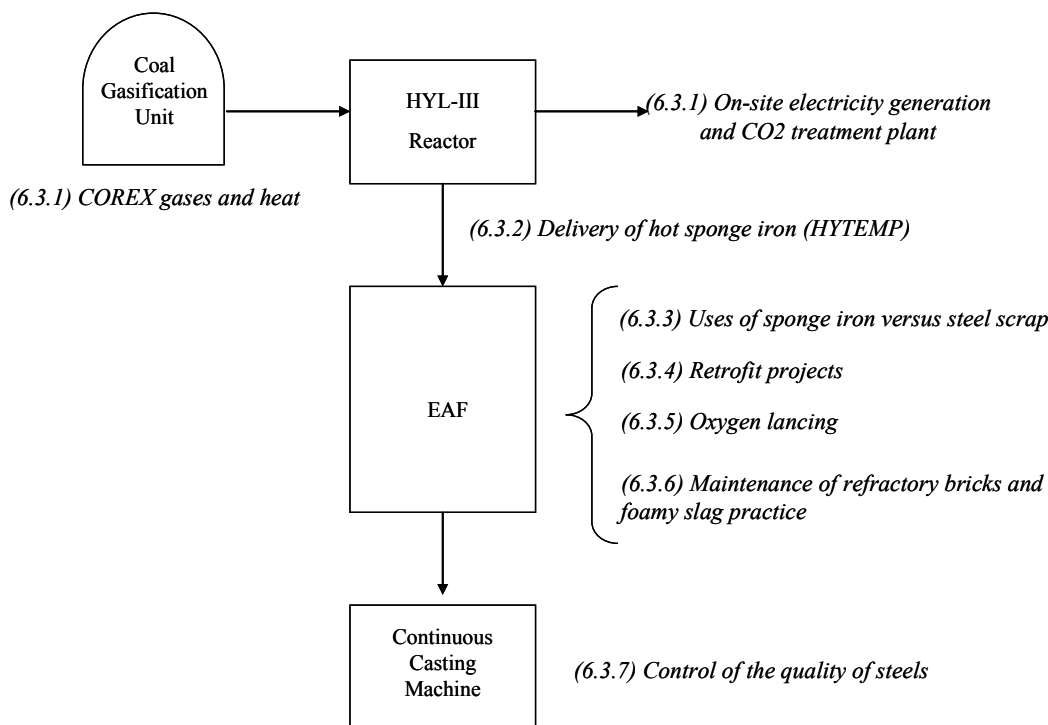 Coal
Gasification
Unit
HYL-III
Reactor
(6.3.1) On-site electricity generation
and CO2 treatment plant
(6.3.1) COREX gases and heat
(6.3.2) Delivery of hot sponge iron (HYTEMP)
EAF
(6.3.3) Uses of sponge iron versus steel scrap
(6.3.4) Retrofit projects
(6.3.5) Oxygen lancing
(6.3.6) Maintenance of refractory bricks and
foamy slag practice
Continuous
Casting
Machine
(6.3.7) Control of the quality of steels